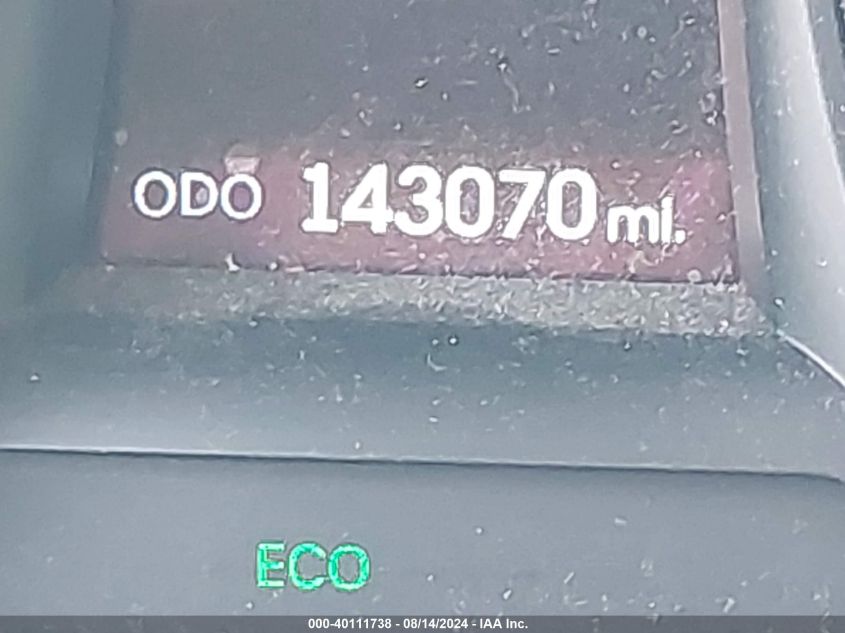 ODO 143070 mi.
ECO
000-40111738 - 08/14/2024 - IAA Inc.